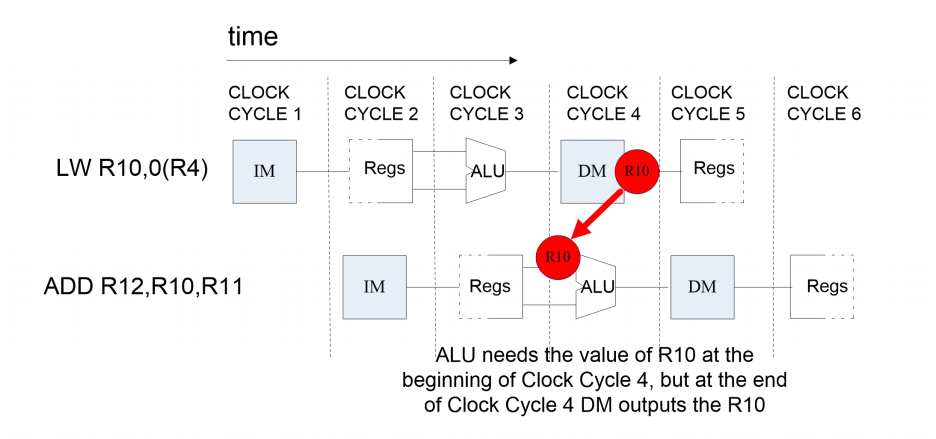 time
CLOCK CYCLE 1
CLOCK CYCLE 2
CLOCK CYCLE 3
CLOCK CYCLE 4
CLOCK CYCLE 5
CLOCK CYCLE 6
LW R10,0(R4)
IM
Regs
ALU
DM
R10
Regs
R10
ADD R12,R10,R11
IM
Regs
ALU
DM
Regs
ALU needs the value of R10 at the
beginning of Clock Cycle 4, but at the end
of Clock Cycle 4 DM outputs the R10